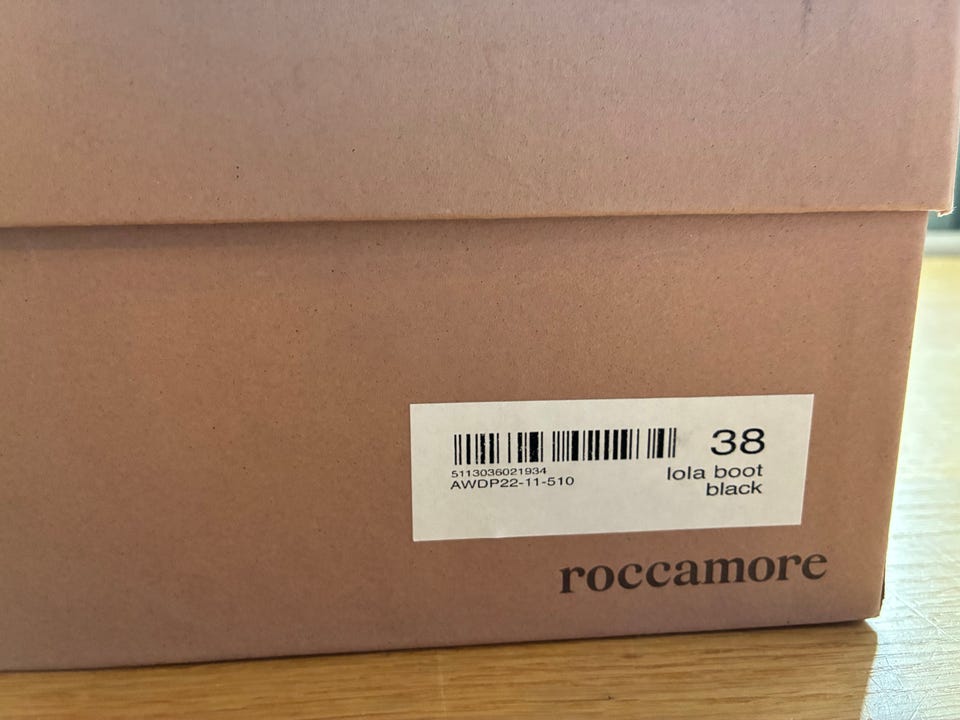 38
5113036021934
lola boot
AWDP22-11-510
black
roccamore